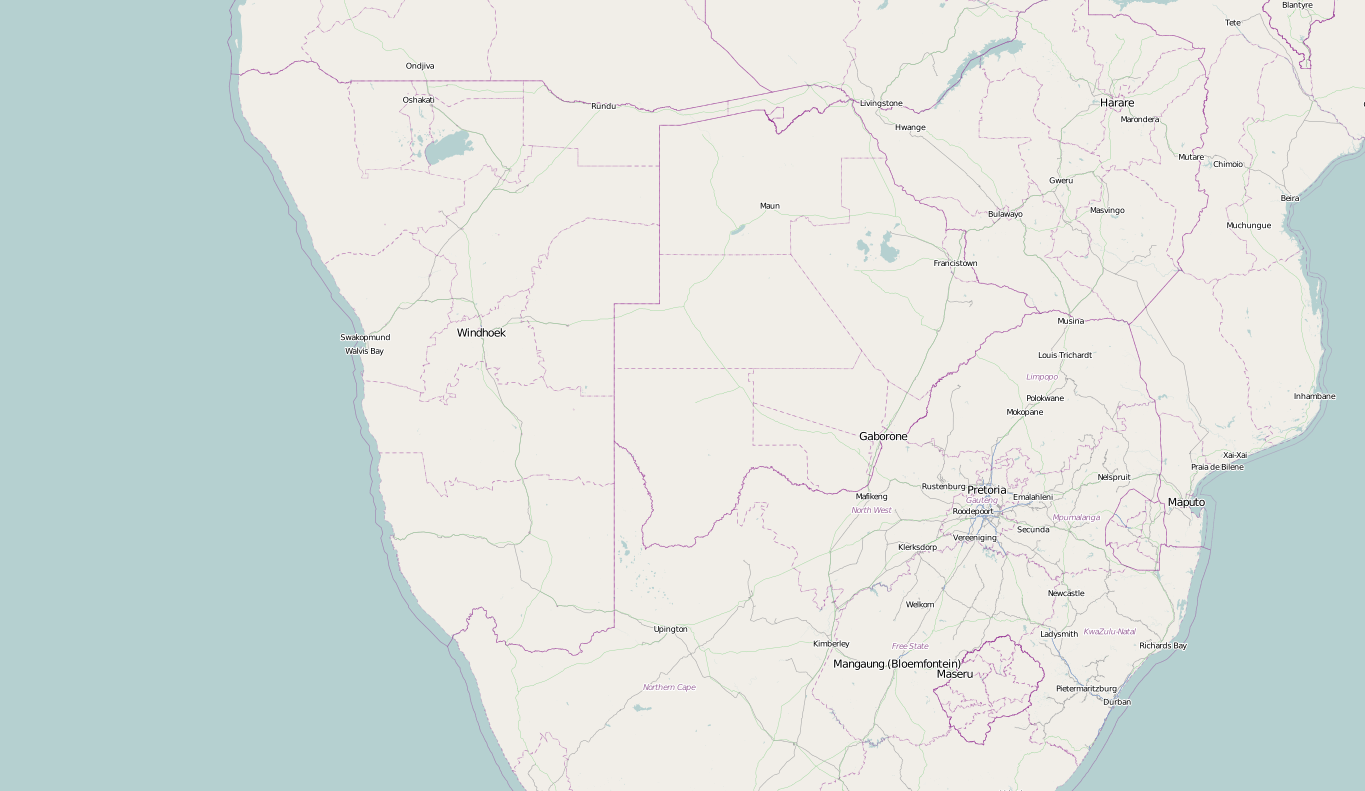 Blantyre
Tete
Ondjiva
Oshakati
Rundu
Livingstone
Harare
Marondera
Hwange
Mutare
Chimoio
Gweru
Beira
Maun
Bulawayo
Masvingo
Muchungue
Francistown
Musina
Windhoek
Swakopmund
Walvis Bay
Louis Trichardt
Limpopo
Polokwane
Mokopane
Inhambane
Gaborone
Xai-Xai
Praia de Bilene
Nelspruit
Rustenburg
Pretoria
Mafikeng
Emalahleni
Gauteng
Maputo
North West
Roodepoort
Mpumalanga
Secunda
Vereeniging
Klerksdorp
Newcastle
Welkom
Upington
Ladysmith
KwaZulu-Natal
Kimberley
Free State
Richards Bay
Mangaung (Bloemfontein)
Maseru
Northern Cape
Pietermaritzburg
Durban